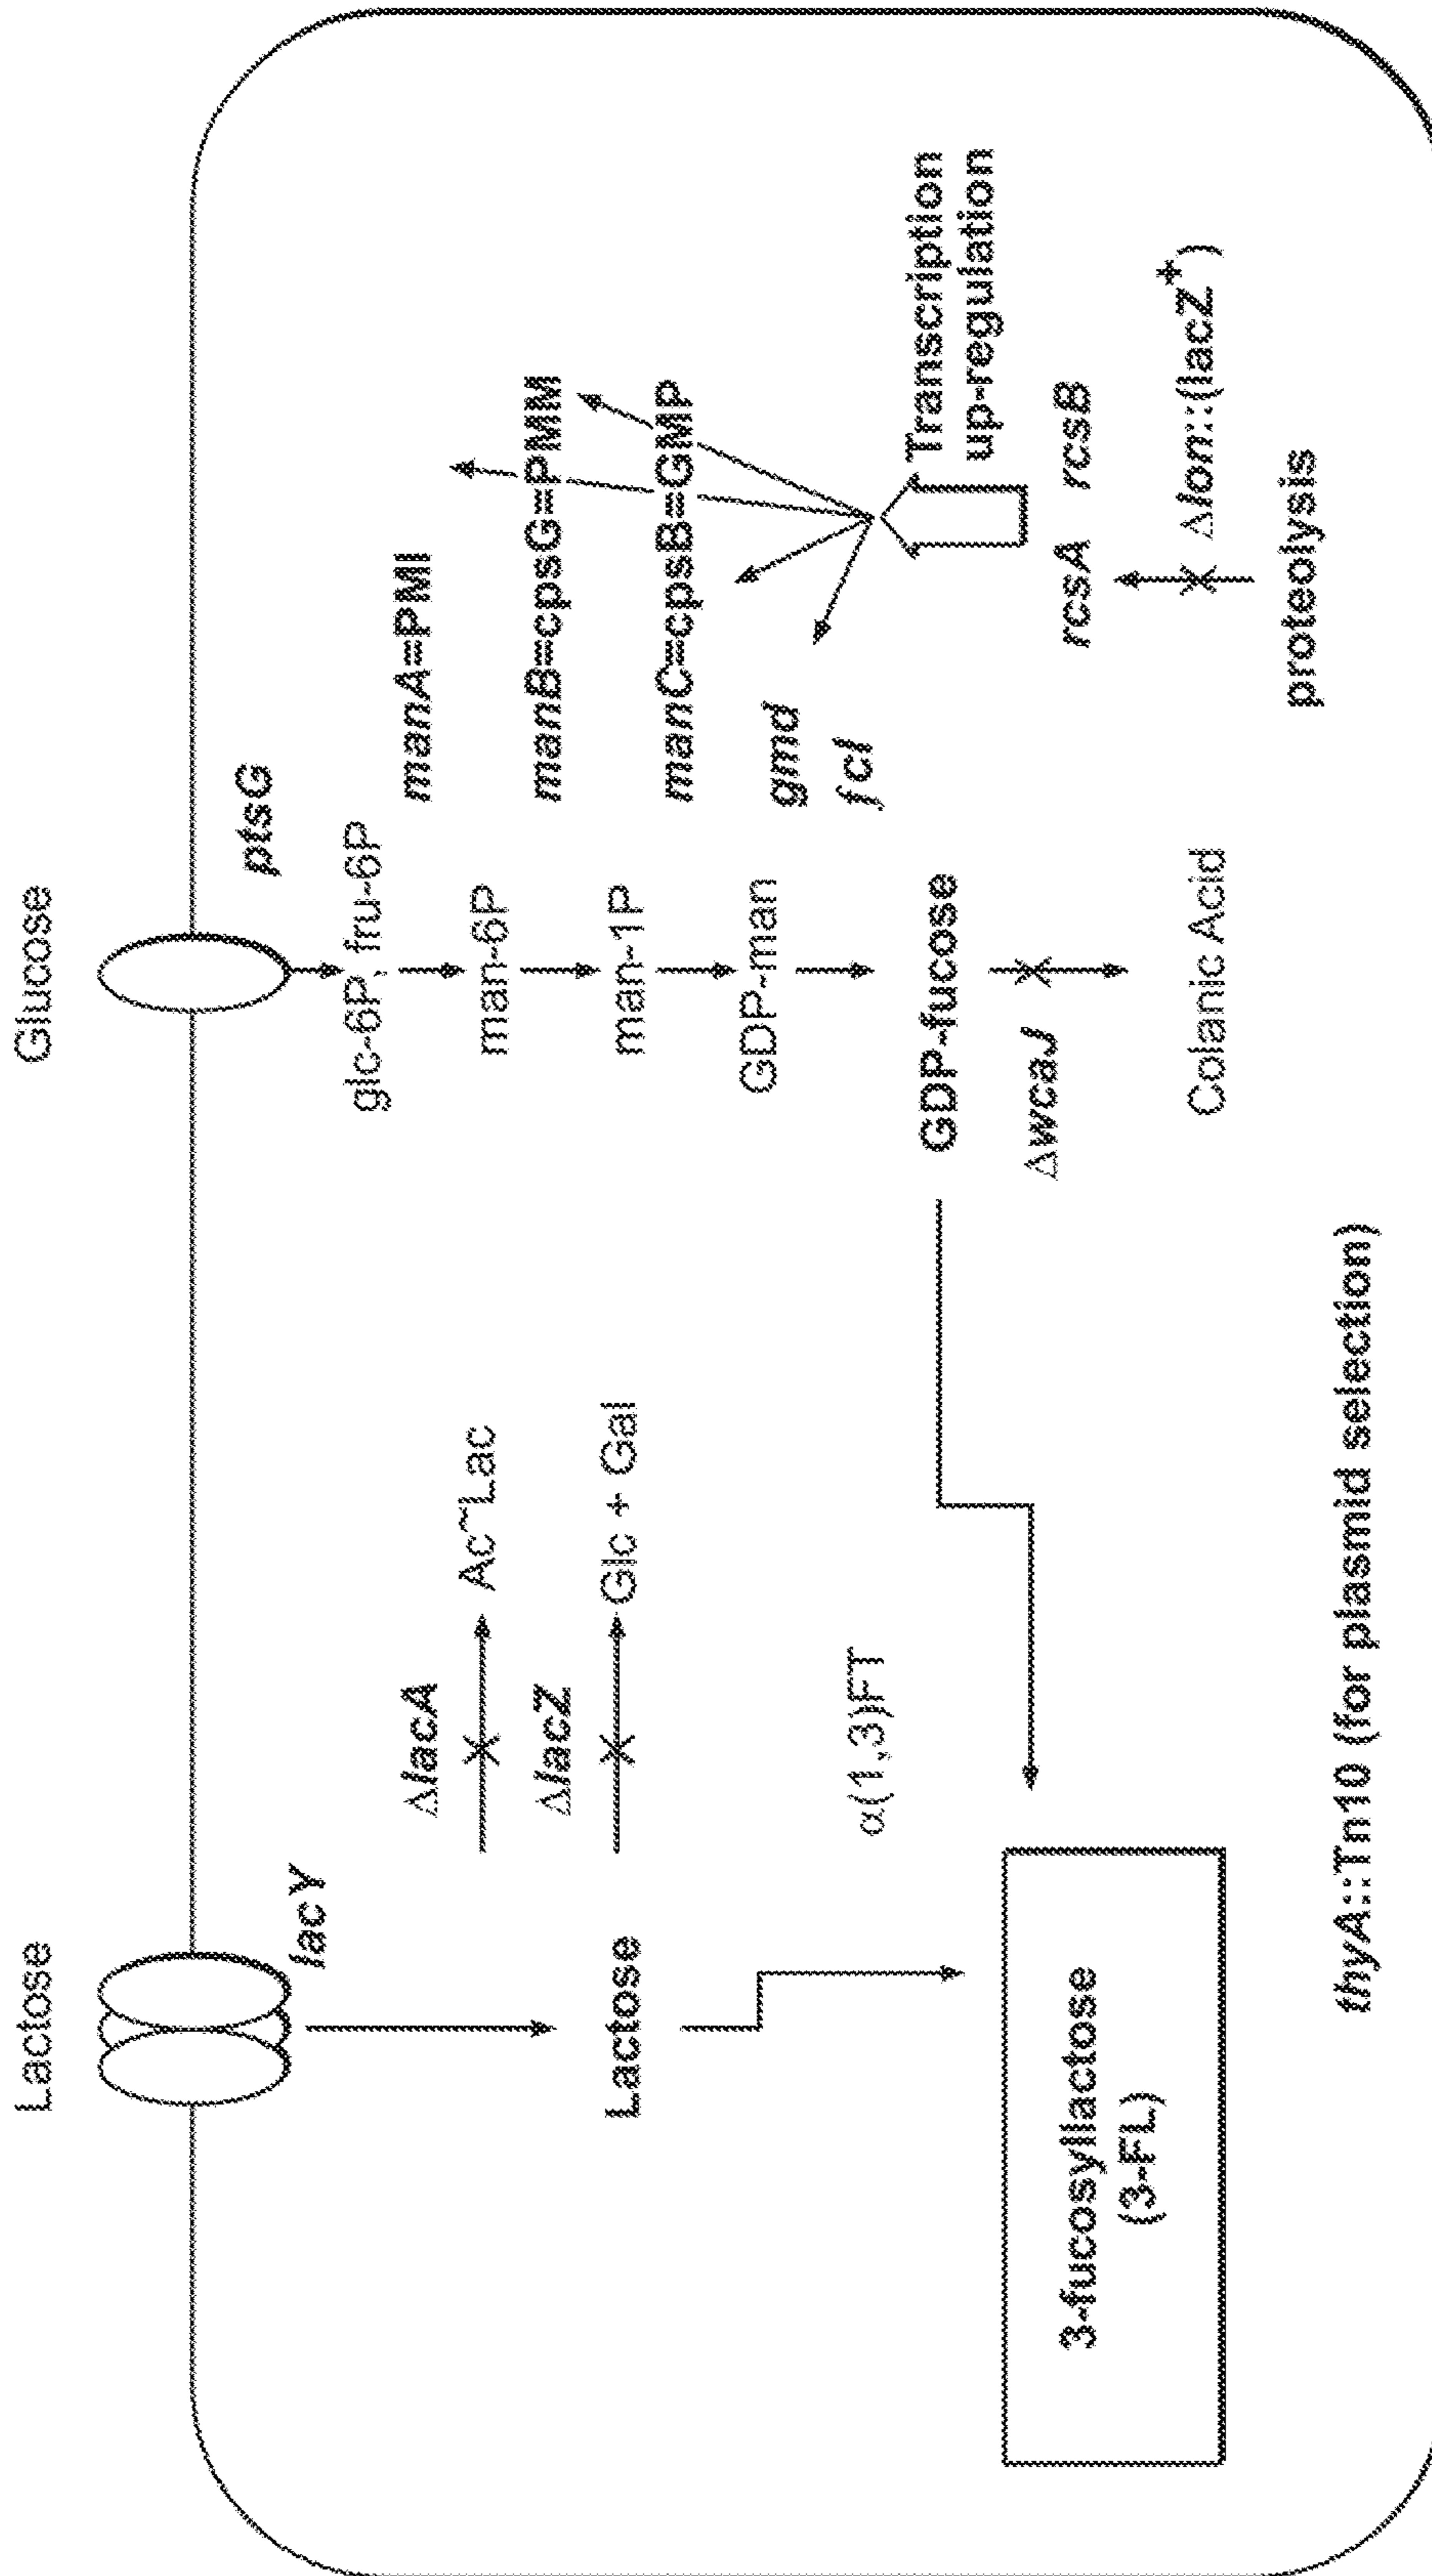 Lactose
Glucose
lacY
ptsG
ΔlacA
Ac~Lac
ΔlacZ
Glc + Gal
Lactose
glc-6P, fru-6P
man-6P
man-1P
GDP-man
GDP-fucose
ΔwcaJ
Colanic Acid
manA=PMI
manB=cpsG=PMM
manC=cpsB=GMP
gmd
fcl
Transcription
up-regulation
rcsA rcsB
Δlon::(lacZ⁺)
proteolysis
α(1,3)FT
3-fucosyllactose
(3-FL)
thyA::Tn10 (for plasmid selection)